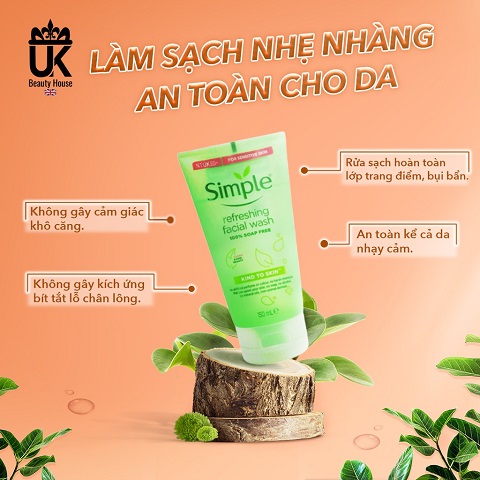 UK
Beauty House
LÀM SẠCH NHẸ NHÀNG
AN TOÀN CHO DA
Rửa sạch hoàn toàn
lớp trang điểm, bụi bẩn.
Không gây cảm giác
khô căng.
An toàn kể cả da
nhạy cảm.
Không gây kích ứng
bít tắt lỗ chân lông.
FOR SENSITIVE SKIN
Simple
refreshing
facial wash
100% SOAP FREE
KIND TO SKIN
150 mL e